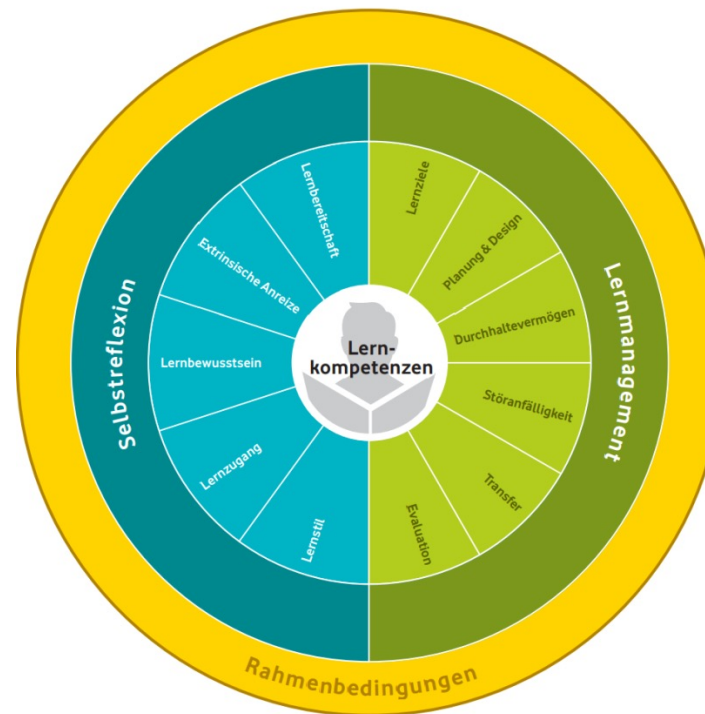 Lern-
kompetenzen
Selbstreflexion
Lernbereitschaft
Extrinsische Anreize
Lernbewusstsein
Lernzugang
Lernstil
Lernmanagement
Lernziele
Planung & Design
Durchhaltevermögen
Störanfälligkeit
Transfer
Evaluation
Rahmenbedingungen